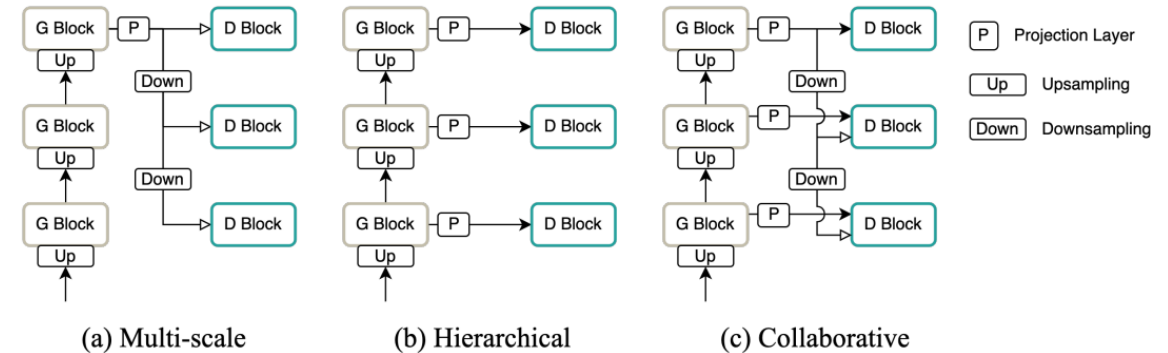 G Block P D Block
Up
Down
G Block D Block
Up
Down
G Block D Block
Up
(a) Multi-scale
G Block P D Block
Up
G Block P D Block
Up
G Block P D Block
Up
(b) Hierarchical
G Block P D Block
Up
Down
G Block P D Block
Up
Down
G Block P D Block
Up
(c) Collaborative
P Projection Layer
Up Upsampling
Down Downsampling